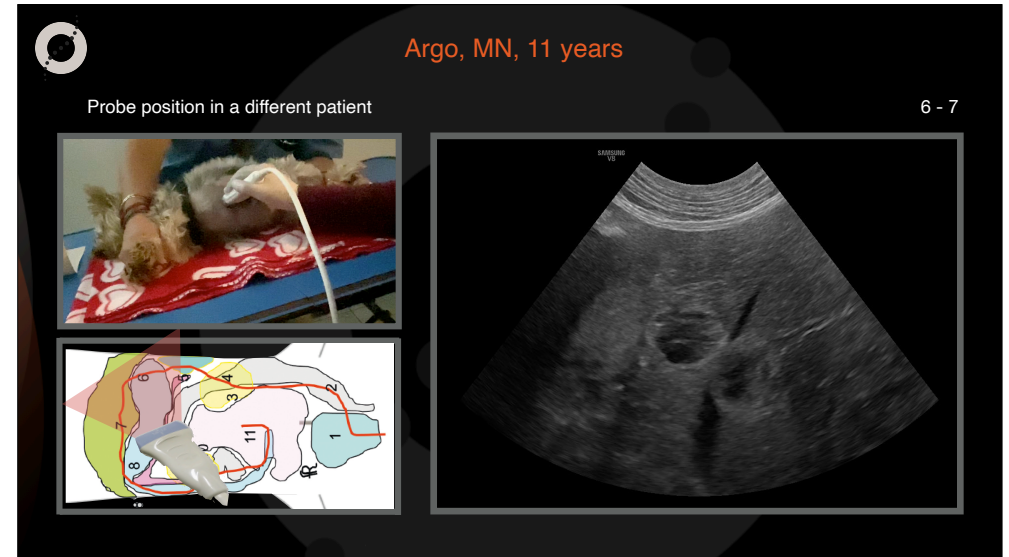 Argo, MN, 11 years
Probe position in a different patient
6 - 7
SAMSUNG
V8
6
5
4
3
2
7
11
1
8
R